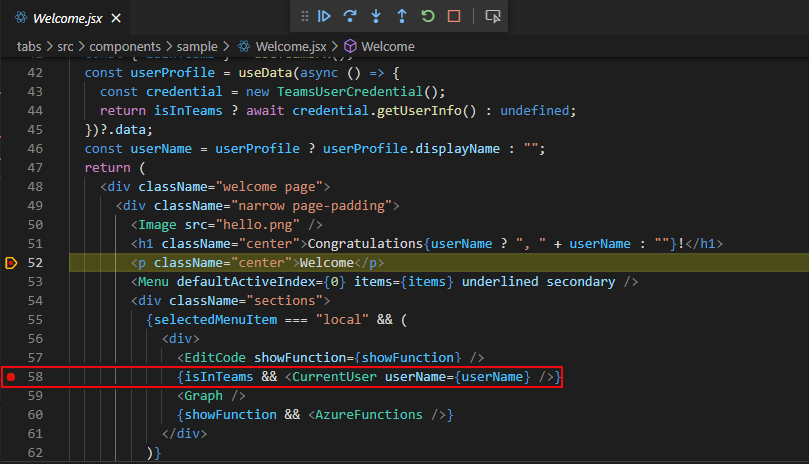 Welcome.jsx
tabs > src > components > sample > Welcome.jsx > Welcome
42 const userProfile = useData(async () => {
43 const credential = new TeamsUserCredential();
44 return isInTeams ? await credential.getUserInfo() : undefined;
45 })?.data;
46 const userName = userProfile ? userProfile.displayName : "";
47 return (
48 <div className="welcome page">
49 <div className="narrow page-padding">
50 <Image src="hello.png" />
51 <h1 className="center">Congratulations{userName ? ", " + userName : ""}!</h1>
52 <p className="center">Welcome</p>
53 <Menu defaultActiveIndex={0} items={items} underlined secondary />
54 <div className="sections">
55 {selectedMenuItem === "local" && (
56 <div>
57 <EditCode showFunction={showFunction} />
58 {isInTeams && <CurrentUser userName={userName} />}
59 <Graph />
60 {showFunction && <AzureFunctions />}
61 </div>
62 )}